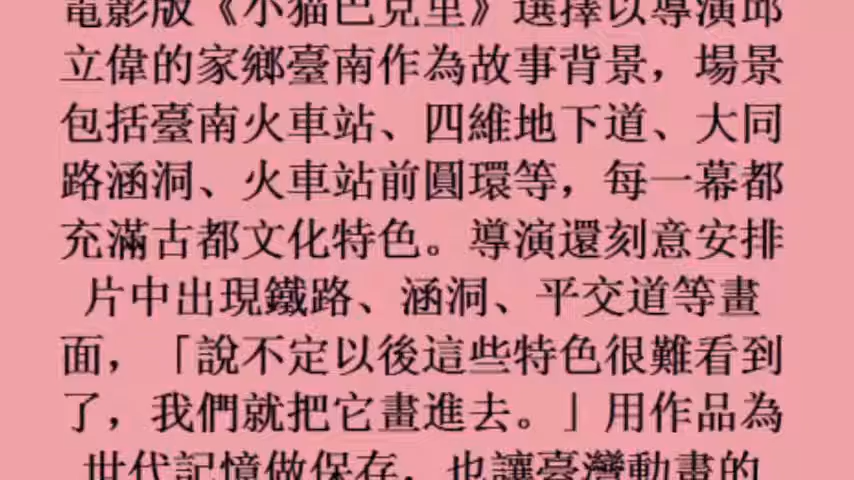 電影版《小貓巴克里》選擇以導演邱
立偉的家鄉臺南作為故事背景，場景
包括臺南火車站、四維地下道、大同
路涵洞、火車站前圓環等，每一幕都
充滿古都文化特色。導演還刻意安排
片中出現鐵路、涵洞、平交道等畫
面，「說不定以後這些特色很難看到
了，我們就把它畫進去。」用作品為
世代記憶做保存，也讓臺灣動畫的